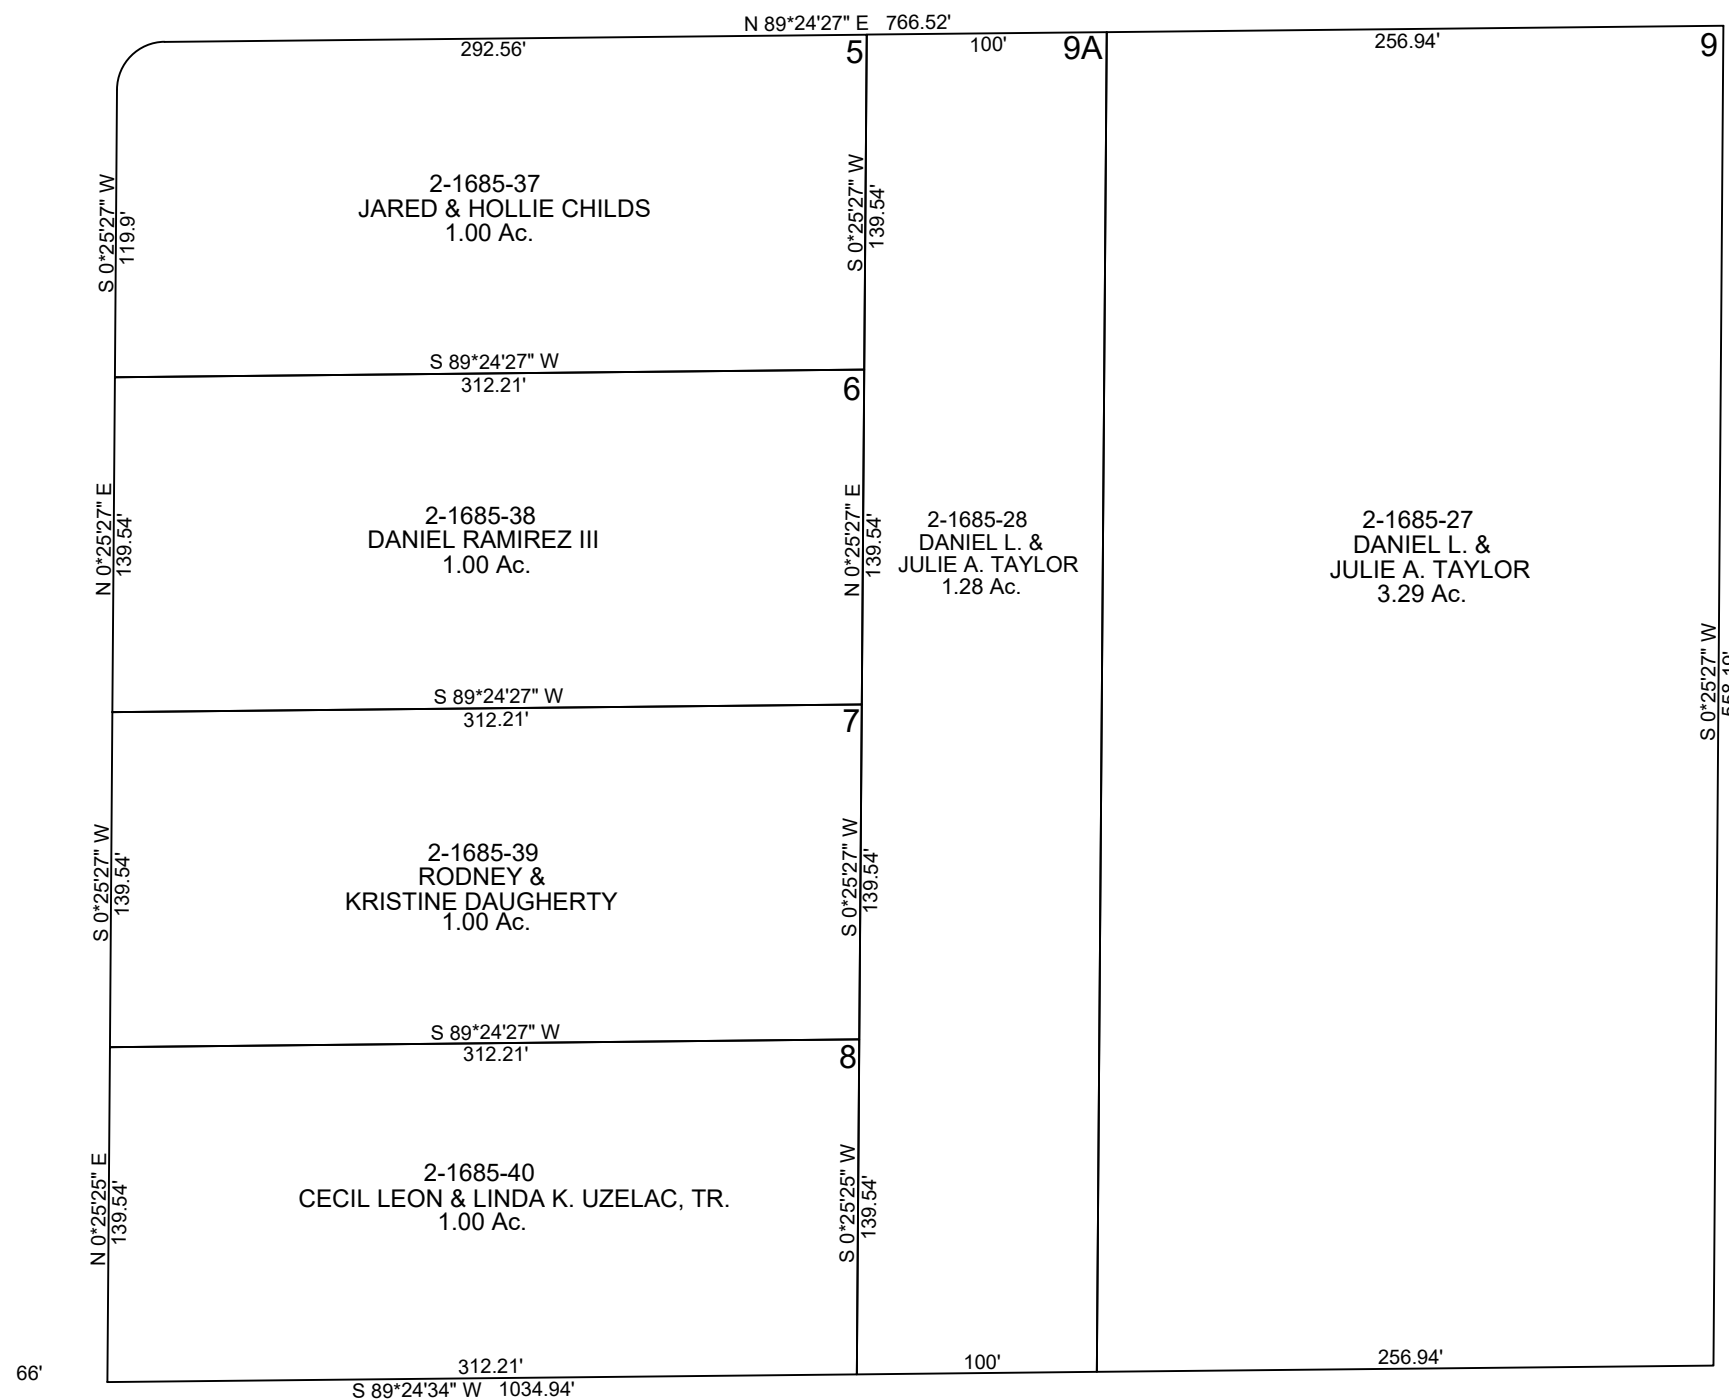 N 89*24'27" E 766.52'
292.56'
5
100'
9A
256.94'
9
S 0*25'27" W
119.9'
2-1685-37
JARED & HOLLIE CHILDS
1.00 Ac.
S 0*25'27" W
139.54'
S 89*24'27" W
312.21'
6
N 0*25'27" E
139.54'
2-1685-38
DANIEL RAMIREZ III
1.00 Ac.
N 0*25'27" E
139.54'
2-1685-28
DANIEL L. &
JULIE A. TAYLOR
1.28 Ac.
2-1685-27
DANIEL L. &
JULIE A. TAYLOR
3.29 Ac.
S 0*25'27" W
558.19'
S 89*24'27" W
312.21'
7
S 0*25'27" W
139.54'
2-1685-39
RODNEY &
KRISTINE DAUGHERTY
1.00 Ac.
S 0*25'27" W
139.54'
S 89*24'27" W
312.21'
8
N 0*25'25" E
139.54'
2-1685-40
CECIL LEON & LINDA K. UZELAC, TR.
1.00 Ac.
S 0*25'25" W
139.54'
66'
312.21'
100'
256.94'
S 89*24'34" W 1034.94'